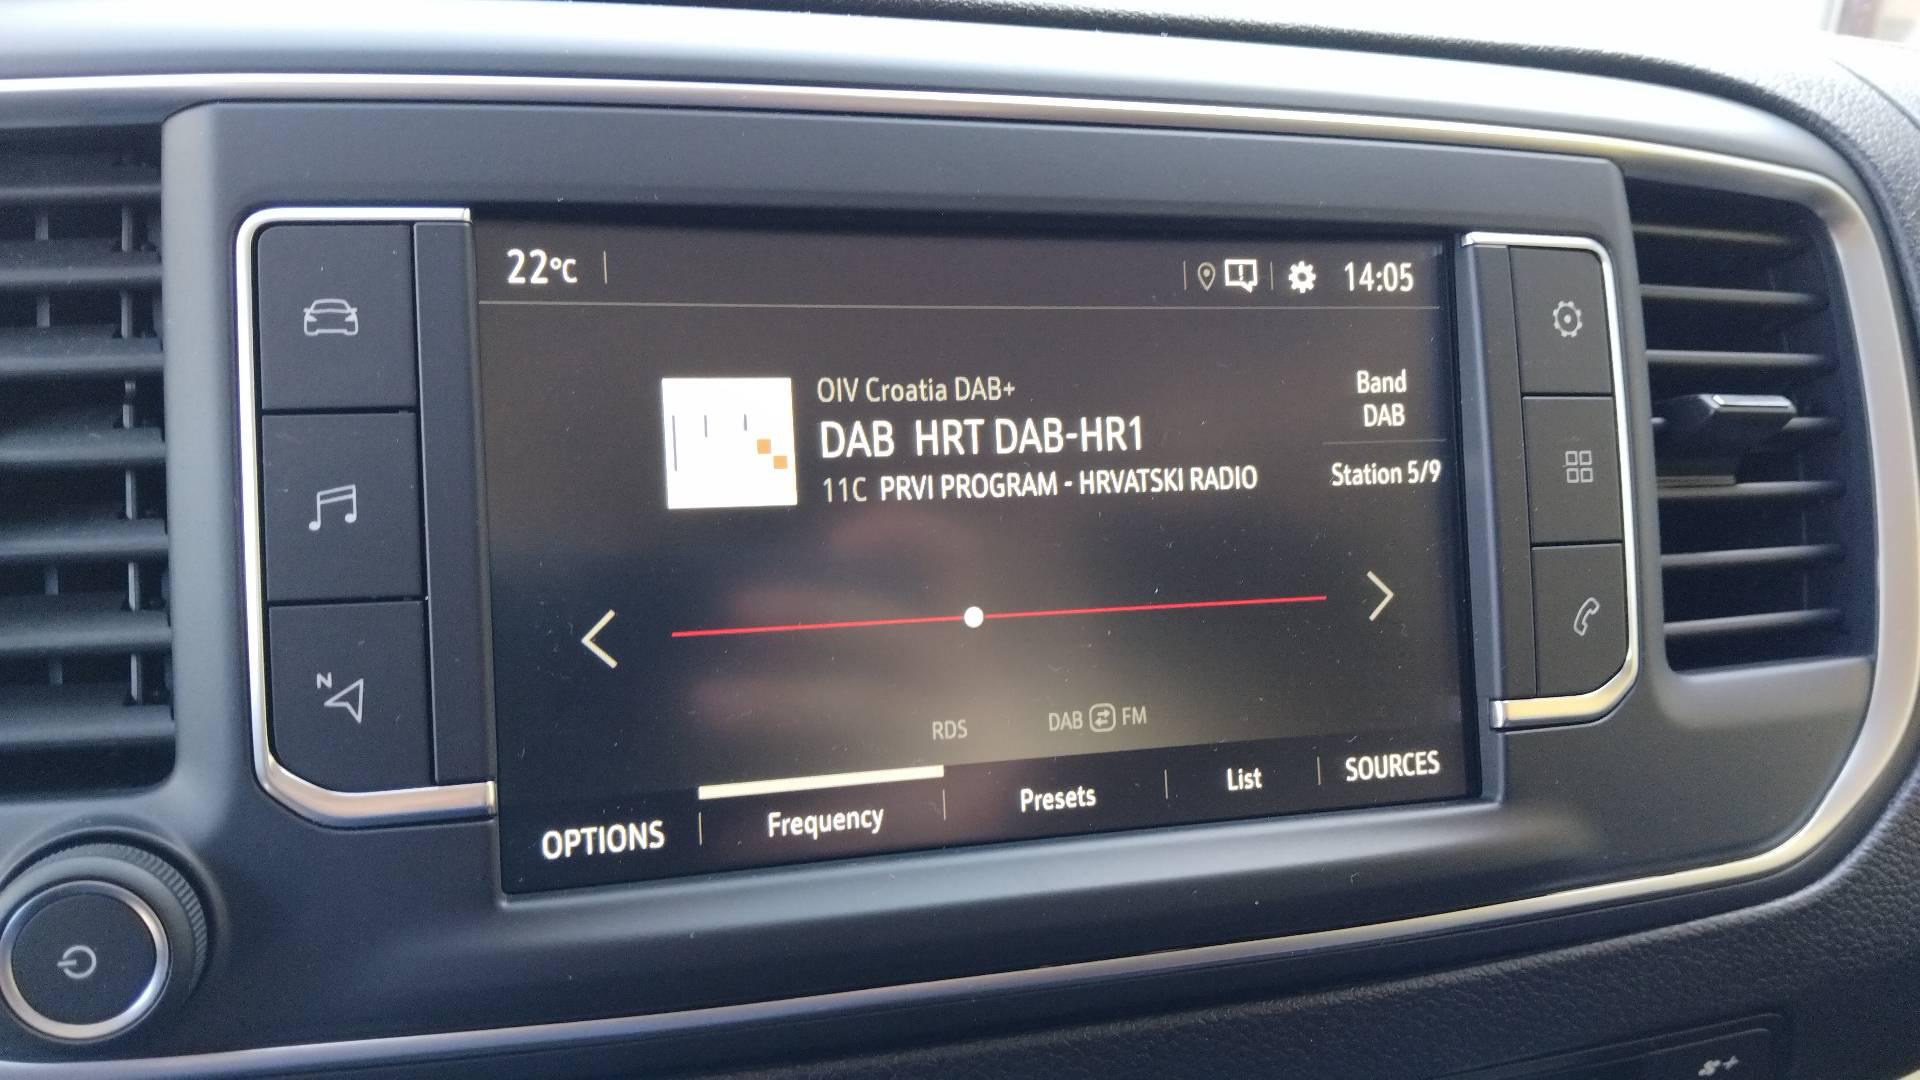 22°C
14:05
OIV Croatia DAB+
DAB HRT DAB-HR1
11C PRVI PROGRAM - HRVATSKI RADIO
Band
DAB
Station 5/9
N
RDS
DAB FM
OPTIONS
Frequency
Presets
List
SOURCES